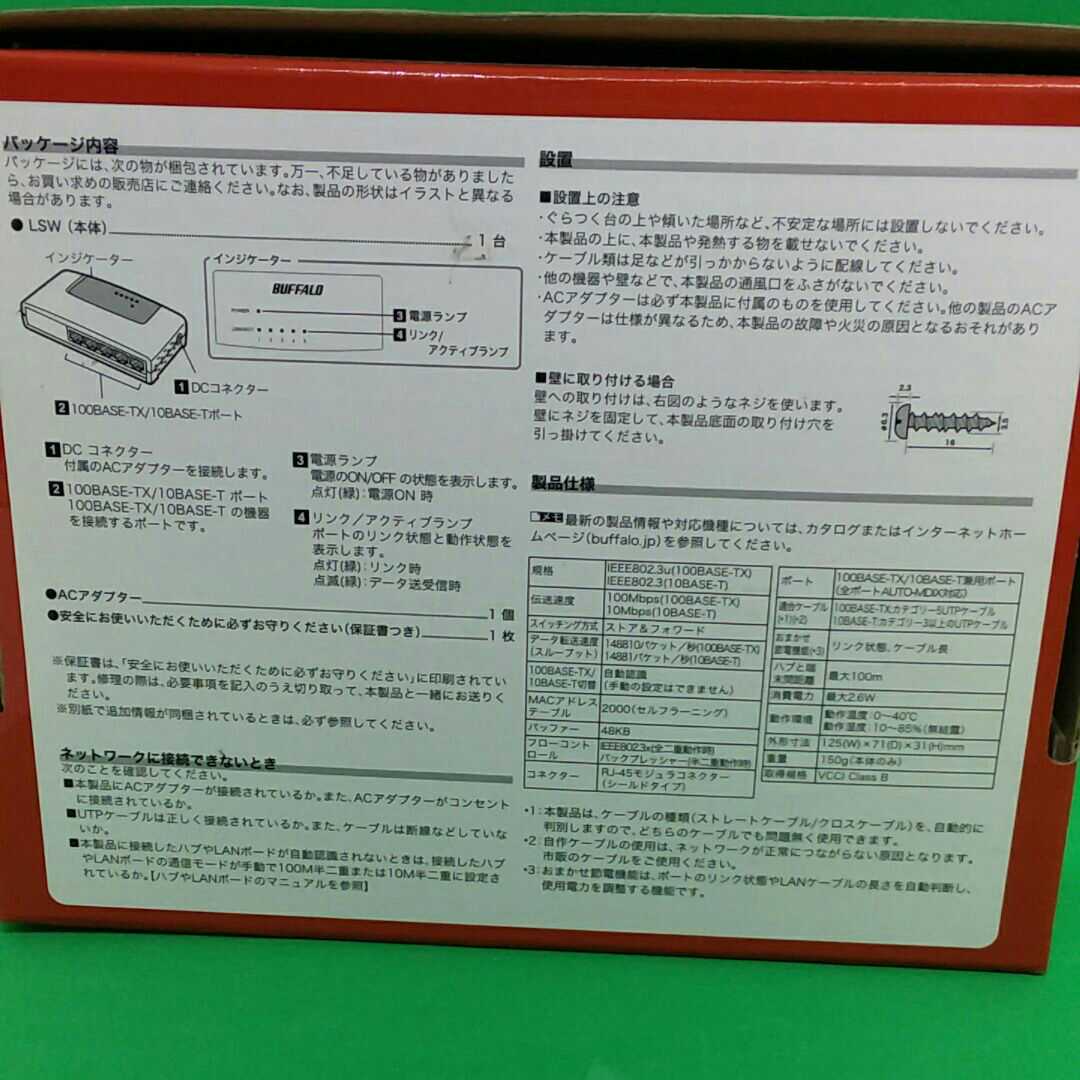 パッケージ内容
パッケージには、次の物が梱包されています。万一、不足している物がありました
ら、お買い求めの販売店にご連絡ください。なお、製品の形状はイラストと異なる
場合があります。
●LSW（本体） 1台
インジケーター
インジケーター
BUFFALO
POWER
1 2 3 4 5
3 電源ランプ
4 リンク/
アクティブランプ
1 DCコネクター
2 100BASE-TX/10BASE-Tポート
1 DC コネクター
付属のACアダプターを接続します。
2 100BASE-TX/10BASE-T ポート
100BASE-TX/10BASE-T の機器
を接続するポートです。
3 電源ランプ
電源のON/OFF の状態を表示します。
点灯(緑)：電源ON 時
4 リンク／アクティブランプ
ポートのリンク状態と動作状態を
表示します。
点灯(緑)：リンク時
点滅(緑)：データ送受信時
●ACアダプター 1個
●安全にお使いいただくために必ずお守りください（保証書つき） 1枚
※保証書は、「安全にお使いいただくために必ずお守りください」に印刷されてい
ます。修理の際は、必要事項を記入のうえ切り取って、本製品と一緒にお送りく
ださい。
※別紙で追加情報が同梱されているときは、必ず参照してください。
ネットワークに接続できないとき
次のことを確認してください。
■本製品にACアダプターが接続されているか。また、ACアダプターがコンセント
に接続されているか。
■UTPケーブルは正しく接続されているか。また、ケーブルは断線などしていな
いか。
■本製品に接続したハブやLANボードが自動認識されないときは、接続したハブ
やLANボードの通信モードが手動で100M半二重または10M半二重に設定さ
れているか。【ハブやLANボードのマニュアルを参照】
設置
■設置上の注意
・ぐらつく台の上や傾いた場所など、不安定な場所には設置しないでください。
・本製品の上に、本製品や発熱する物を載せないでください。
・ケーブル類は足などが引っかからないように配線してください。
・他の機器や壁などで、本製品の通風口をふさがないでください。
・ACアダプターは必ず本製品に付属のものを使用してください。他の製品のACア
ダプターは仕様が異なるため、本製品の故障や火災の原因となるおそれがあり
ます。
■壁に取り付ける場合
壁への取り付けは、右図のようなネジを使います。
壁にネジを固定して、本製品底面の取り付け穴を
引っ掛けてください。
2.3
φ6.3
3.5
16
製品仕様
メモ 最新の製品情報や対応機種については、カタログまたはインターネットホー
ムページ(buffalo.jp)を参照してください。
規格 IEEE802.3u(100BASE-TX)
IEEE802.3(10BASE-T)
伝送速度 100Mbps(100BASE-TX)
10Mbps(10BASE-T)
スイッチング方式 ストア＆フォワード
データ転送速度 148810パケット／秒(100BASE-TX)
(スループット) 14881パケット／秒(10BASE-T)
100BASE-TX/ 自動認識
10BASE-T切替 (手動の設定はできません)
MACアドレス
テーブル 2000(セルフラーニング)
バッファー 48KB
フローコント IEEE802.3x(全二重動作時)
ロール バックプレッシャー(半二重動作時)
コネクター RJ-45モジュラコネクター
(シールドタイプ)
ポート 100BASE-TX/10BASE-T兼用ポート
(全ポートAUTO-MDIX対応)
適合ケーブル 100BASE-TX:カテゴリー5UTPケーブル
(*1)(*2) 10BASE-T:カテゴリー3以上のUTPケーブル
おまかせ
節電機能(*3) リンク状態、ケーブル長
ハブと端
末間距離 最大100m
消費電力 最大2.6W
動作環境 動作温度：0〜40℃
動作湿度：10〜85%（無結露）
外形寸法 125(W)×71(D)×31(H)mm
重量 150g(本体のみ)
取得規格 VCCI Class B
*1：本製品は、ケーブルの種類(ストレートケーブル/クロスケーブル)を、自動的に
判別しますので、どちらのケーブルでも問題無く使用できます。
*2：自作ケーブルの使用は、ネットワークが正常につながらない原因となります。
市販のケーブルをご使用ください。
*3：おまかせ節電機能は、ポートのリンク状態やLANケーブルの長さを自動判断し、
使用電力を調整する機能です。